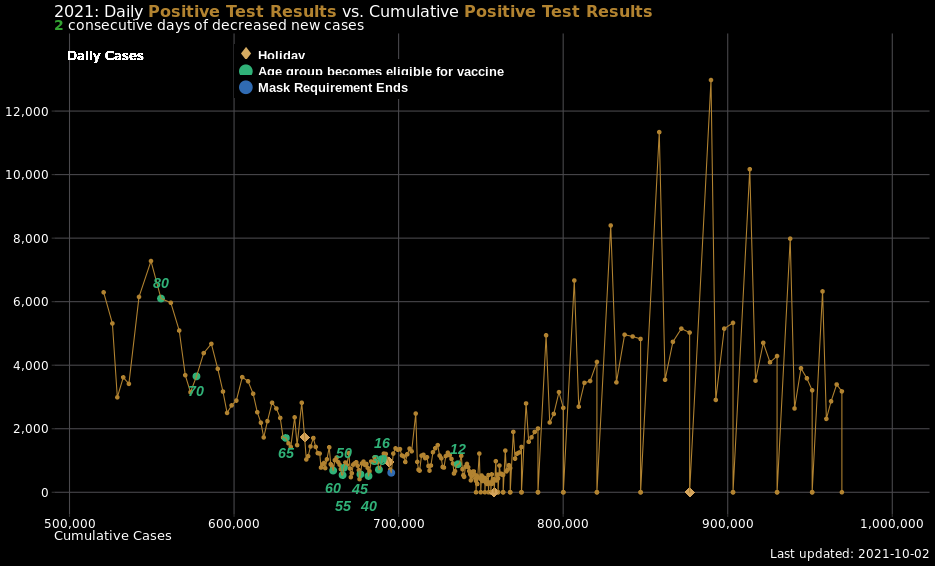 2021: Daily Positive Test Results vs. Cumulative Positive Test Results
2 consecutive days of decreased new cases
Daily Cases
Holiday
Age group becomes eligible for vaccine
Mask Requirement Ends
12,000
10,000
8,000
80
6,000
4,000
70
2,000
16
12
65
50
0
60
45
55
40
500,000
600,000
700,000
800,000
900,000
1,000,000
Cumulative Cases
Last updated: 2021-10-02